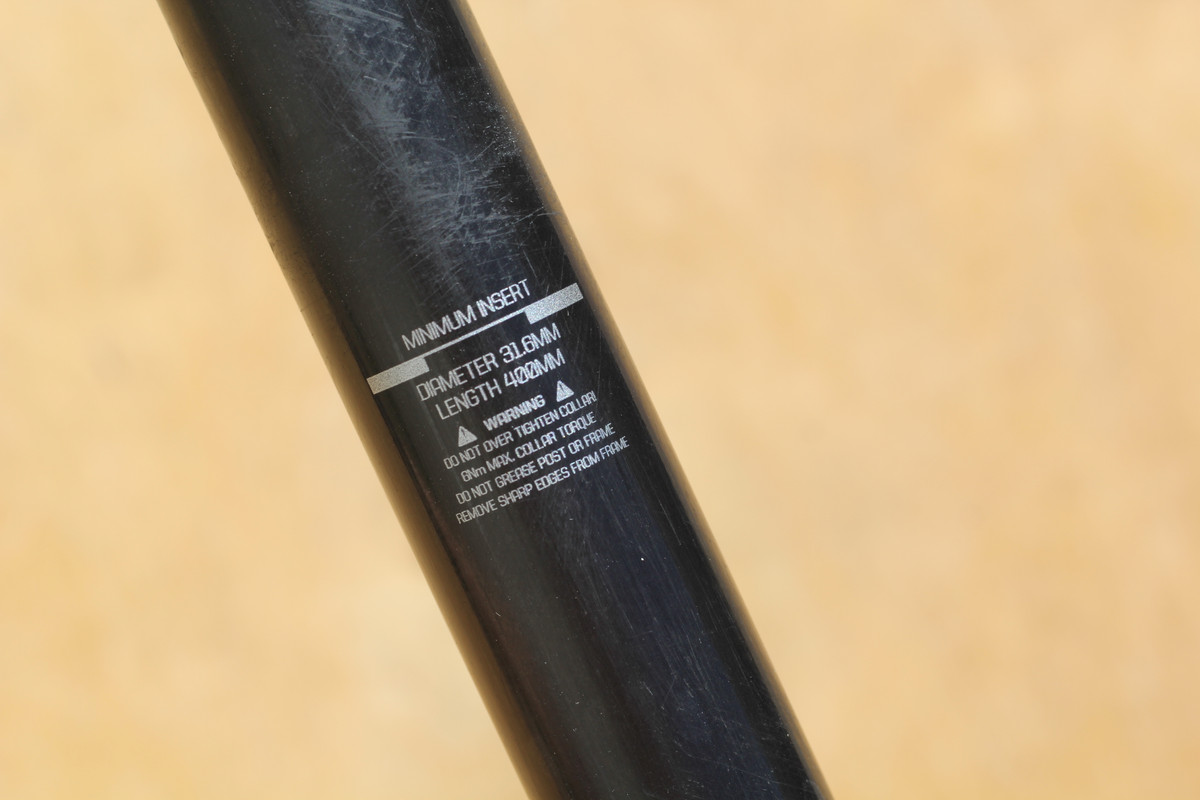 MINIMUM INSERT
DIAMETER 31.6MM
LENGTH 400MM
WARNING
DO NOT OVER TIGHTEN COLLAR!
6Nm MAX. COLLAR TORQUE
DO NOT GREASE POST OR FRAME
REMOVE SHARP EDGES FROM FRAME